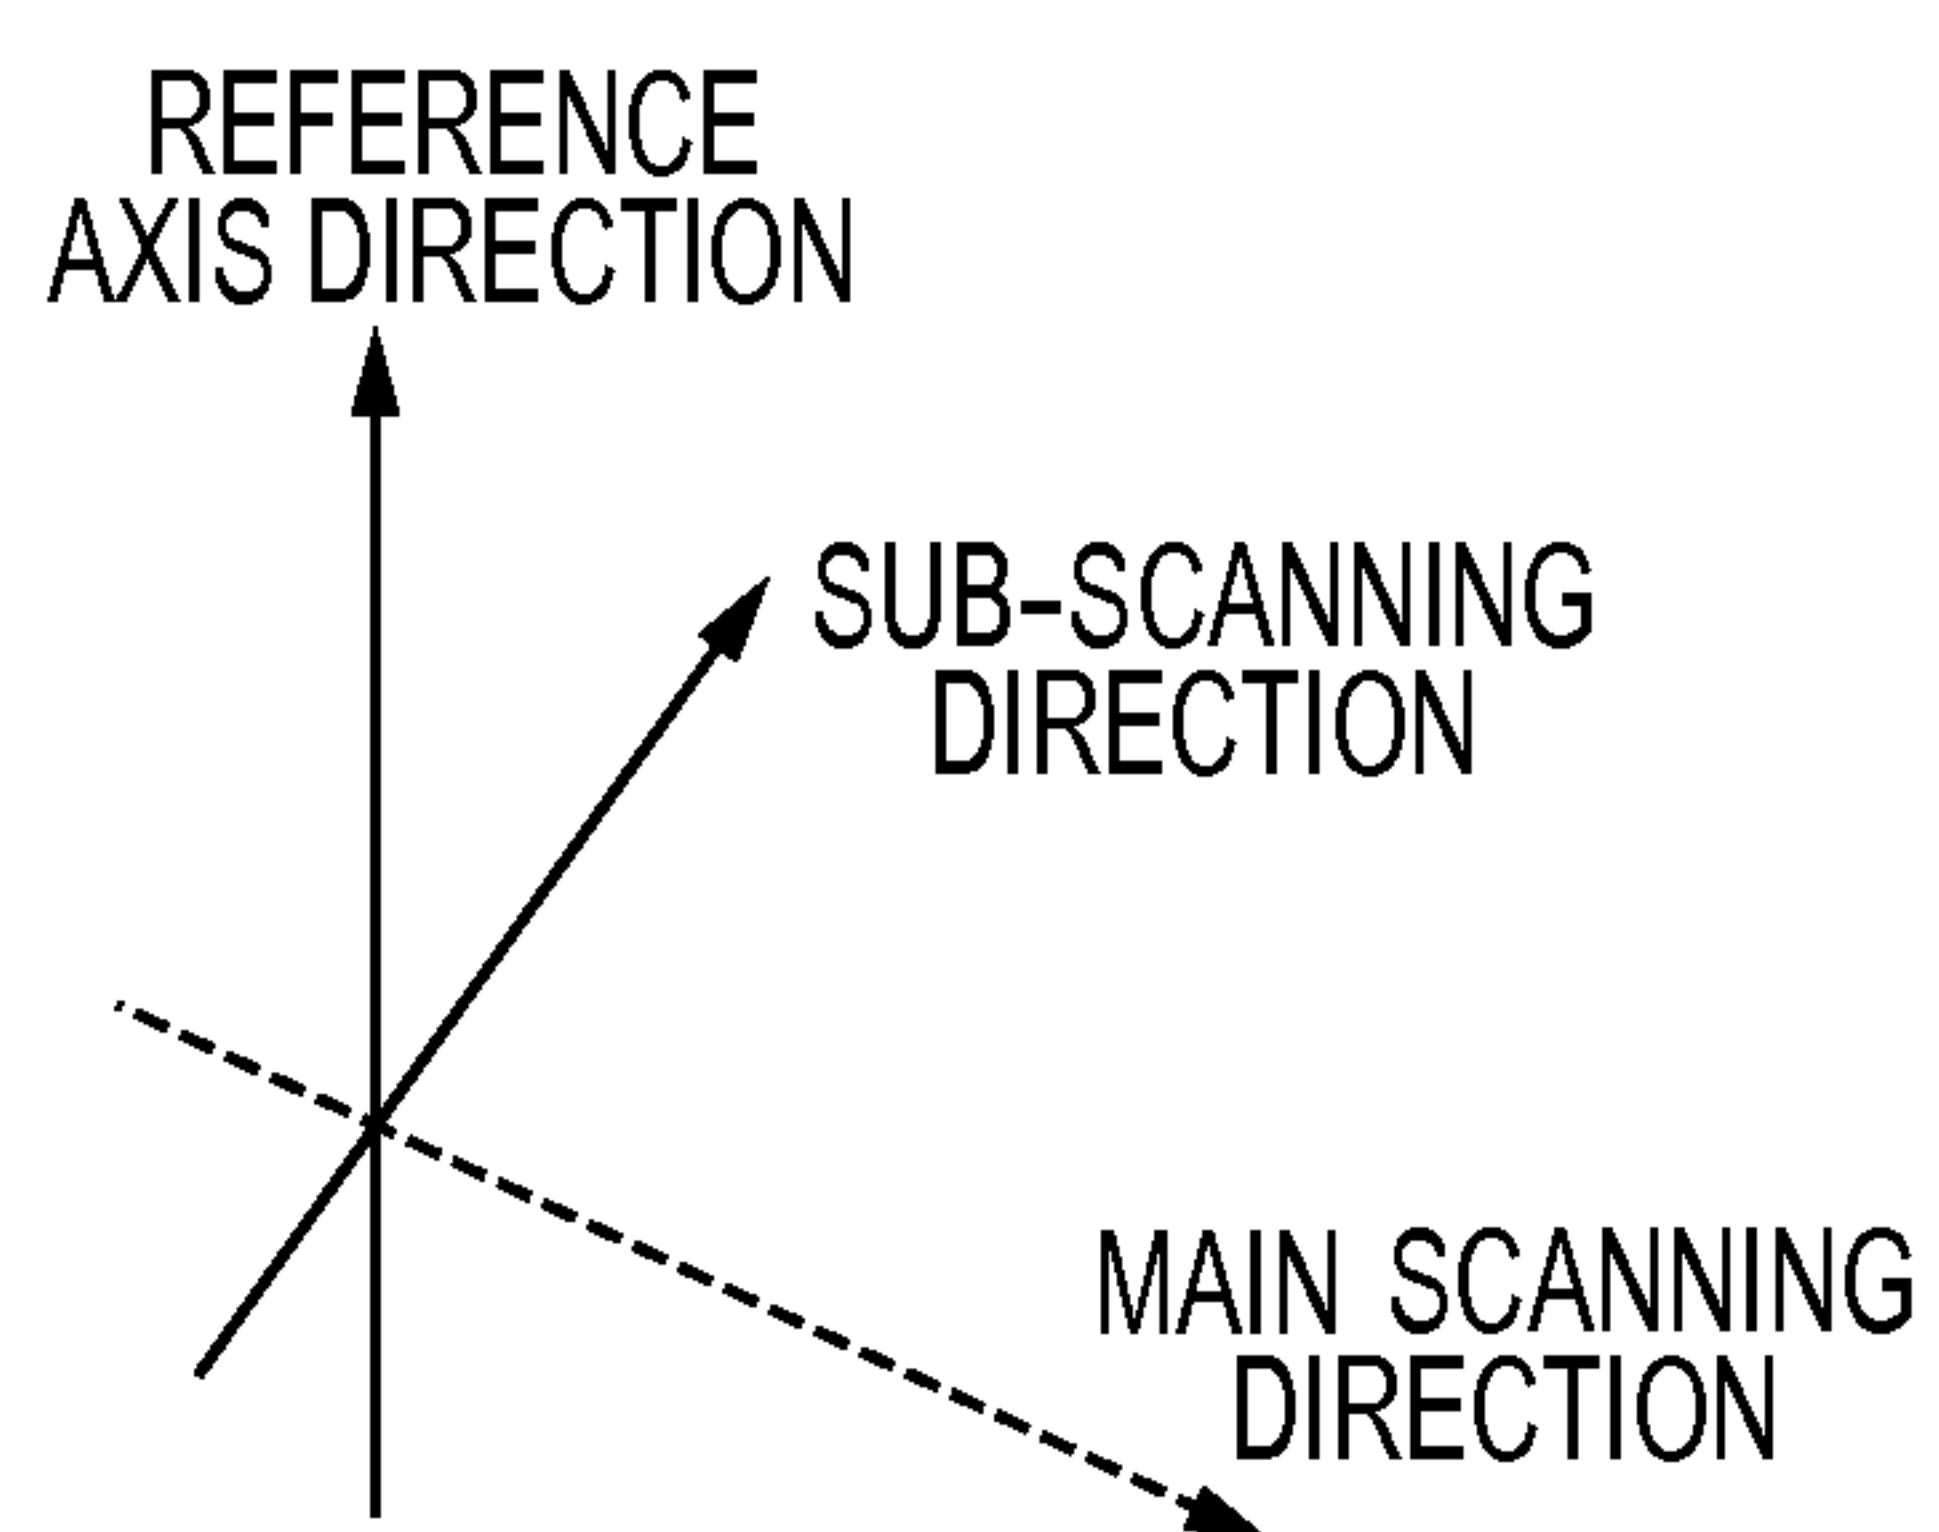 REFERENCE
AXIS DIRECTION
SUB-SCANNING
DIRECTION
MAIN SCANNING
DIRECTION